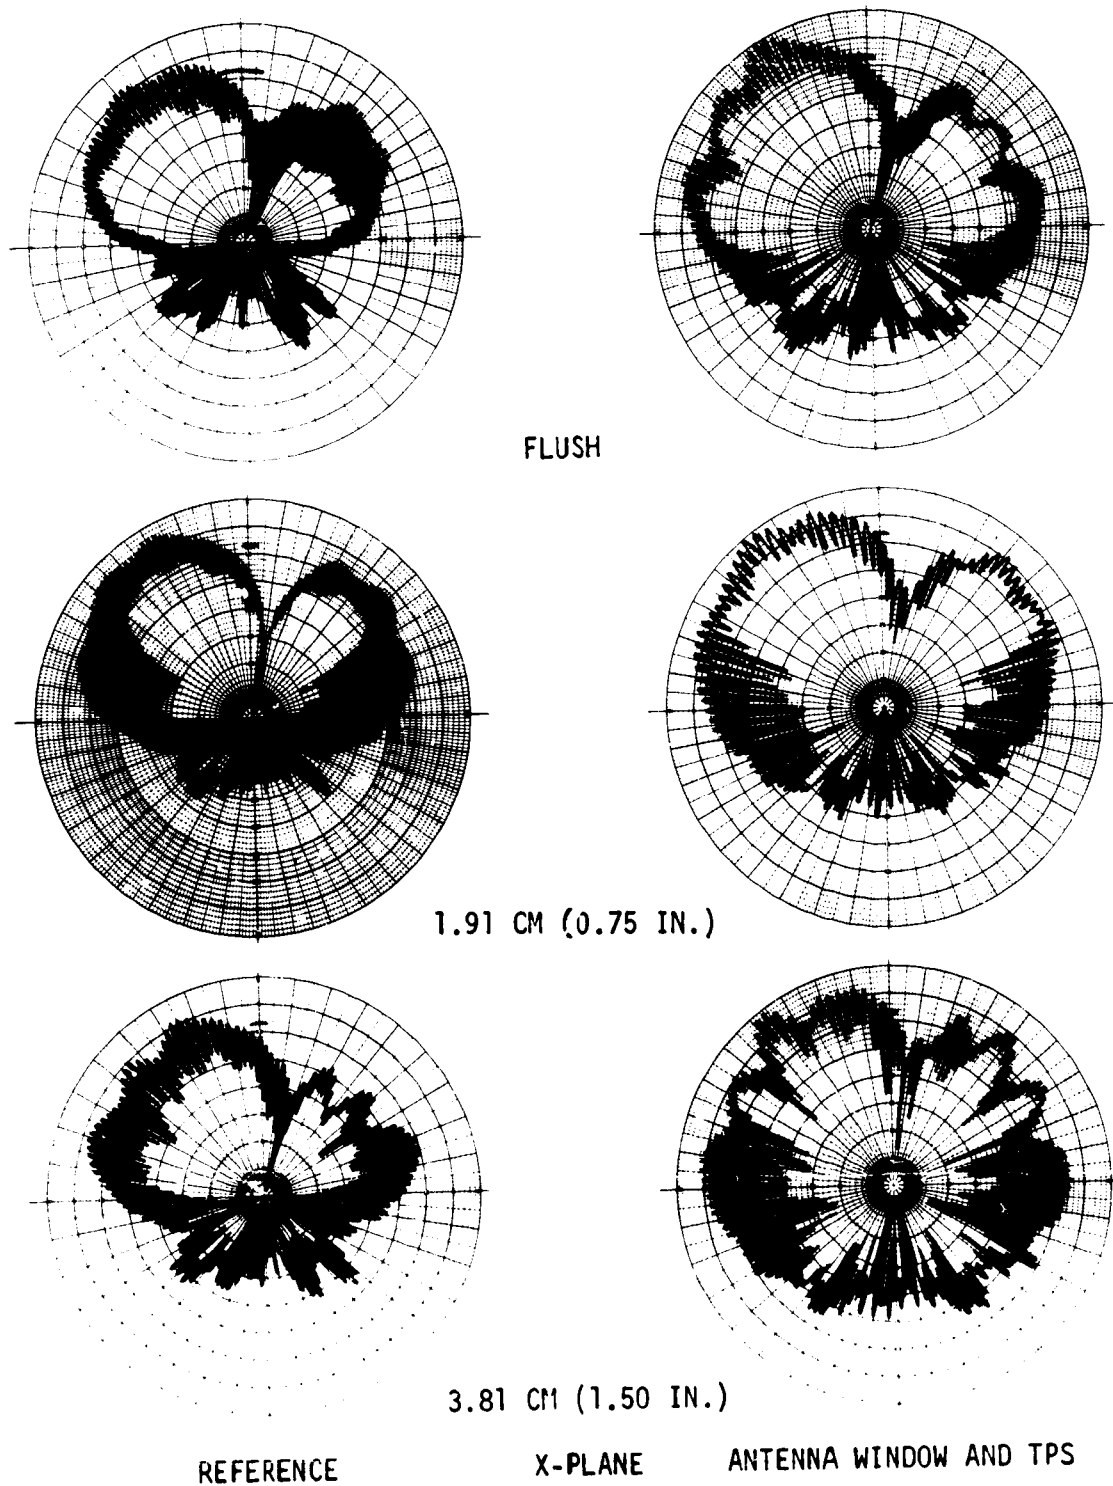 FLUSH
1.91 CM (0.75 IN.)
3.81 CM (1.50 IN.)
REFERENCE X-PLANE ANTENNA WINDOW AND TPS